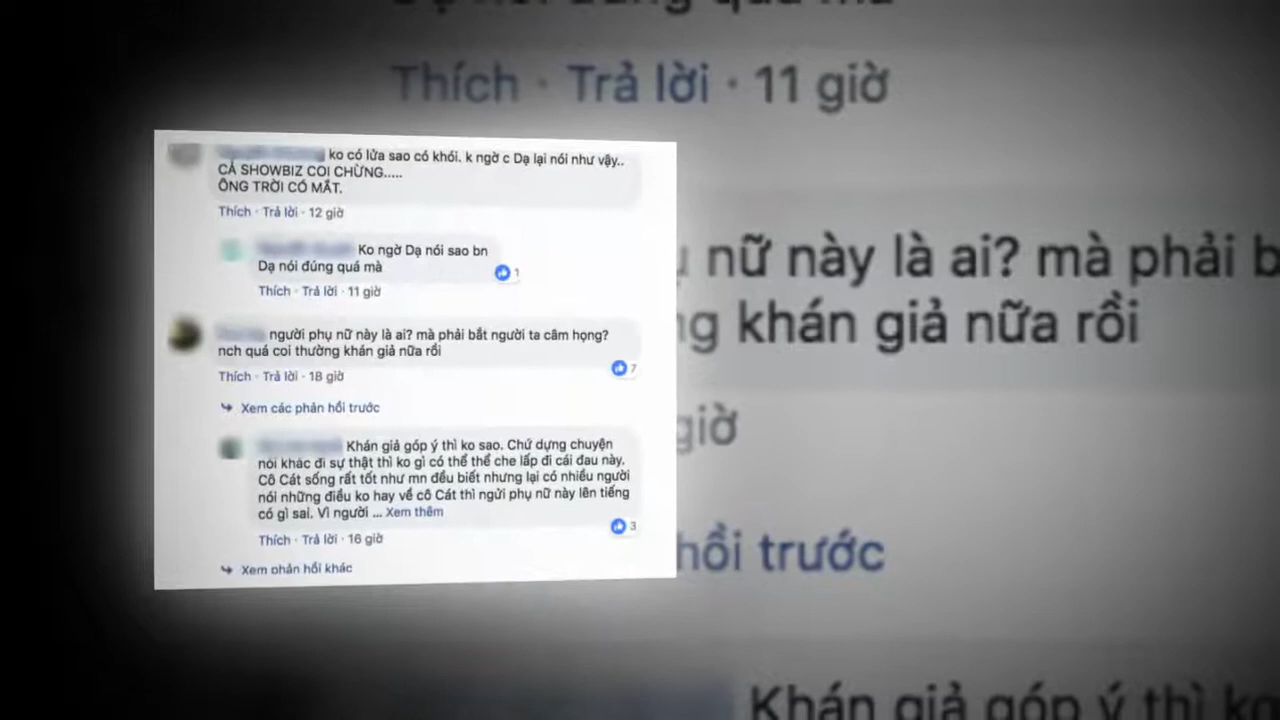 Thích · Trả lời · 11 giờ
ko có lửa sao có khói. k ngờ c Dạ lại nói như vậy..
CẢ SHOWBIZ COI CHỪNG.....
ÔNG TRỜI CÓ MẮT.
Thích · Trả lời · 12 giờ
Ko ngờ Dạ nói sao bn
Dạ nói đúng quá mà
1
Thích · Trả lời · 11 giờ
người phụ nữ này là ai? mà phải bắt người ta câm họng?
nch quá coi thường khán giả nữa rồi
7
Thích · Trả lời · 18 giờ
Xem các phản hồi trước
Khán giả góp ý thì ko sao. Chứ dựng chuyện
nói khác đi sự thật thì ko gì có thể thể che lấp đi cái đau này.
Cô Cát sống rất tốt như mn đều biết nhưng lại có nhiều người
nói những điều ko hay về cô Cát thì ngửi phụ nữ này lên tiếng
có gì sai. Vì người ... Xem thêm
3
Thích · Trả lời · 16 giờ
Xem phản hồi khác
nữ này là ai? mà phải b
g khán giả nữa rồi
giờ
hồi trước
Khán giả góp ý thì ko